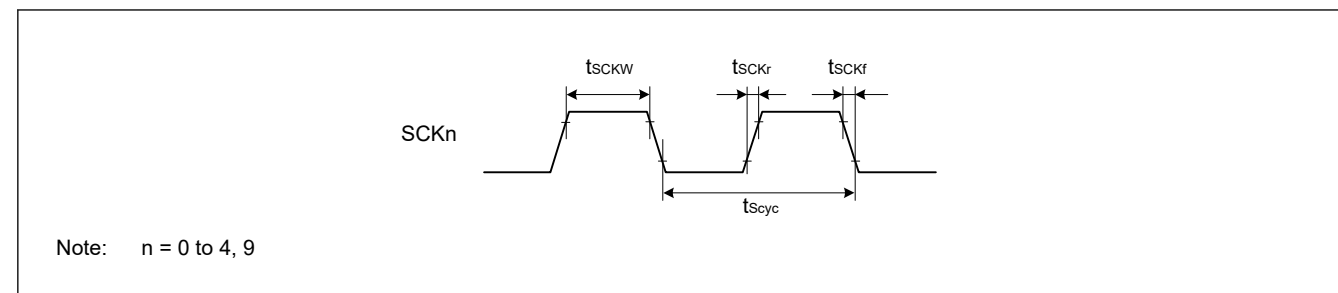 tSCKW tSCKr tSCKf
SCKn
tScyc
Note: n = 0 to 4, 9